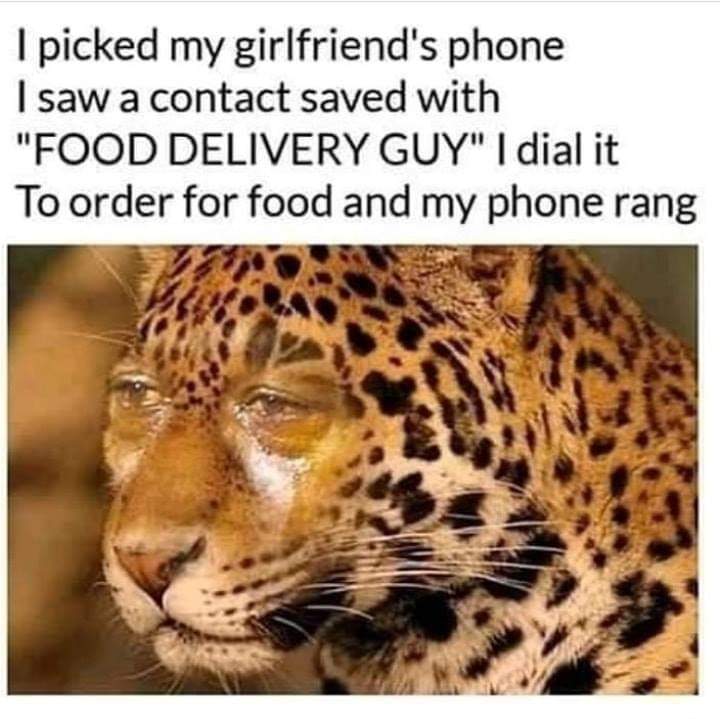 I picked my girlfriend's phone
I saw a contact saved with
"FOOD DELIVERY GUY" I dial it
To order for food and my phone rang